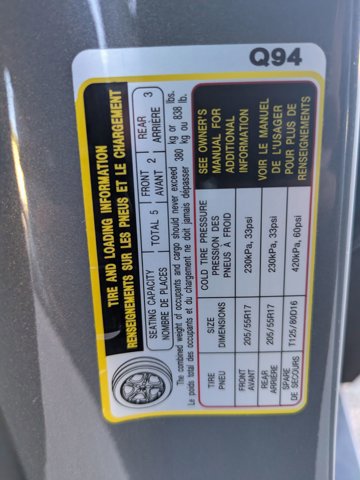 Q94
TIRE AND LOADING INFORMATION
RENSEIGNEMENTS SUR LES PNEUS ET LE CHARGEMENT
SEATING CAPACITY
NOMBRE DE PLACES
TOTAL 5
FRONT
AVANT 2
REAR
ARRIÈRE 3
The combined weight of occupants and cargo should never exceed
Le poids total des occupants et du chargement ne doit jamais dépasser
380 kg or 838 lbs.
kg ou lb.
TIRE
PNEU
SIZE
DIMENSIONS
COLD TIRE PRESSURE
PRESSION DES
PNEUS À FROID
FRONT
AVANT
205/55R17
230kPa, 33psi
REAR
ARRIÈRE
205/55R17
230kPa, 33psi
SPARE
DE SECOURS
T125/80D16
420kPa, 60psi
SEE OWNER'S
MANUAL FOR
ADDITIONAL
INFORMATION
VOIR LE MANUEL
DE L'USAGER
POUR PLUS DE
RENSEIGNEMENTS